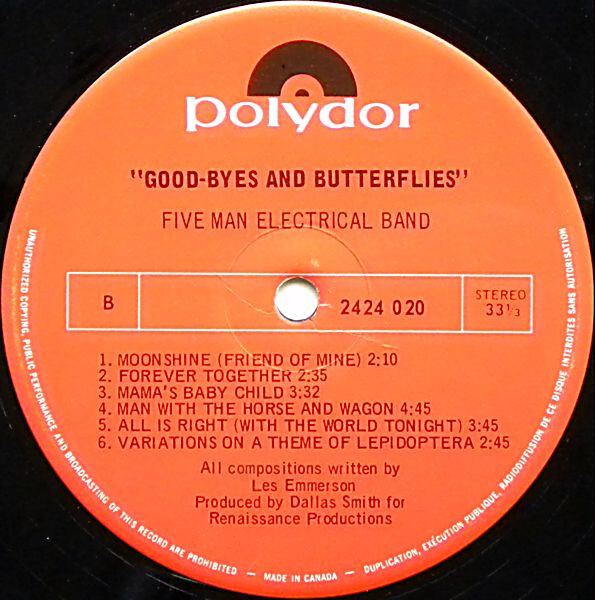 polydor
"GOOD-BYES AND BUTTERFLIES"
FIVE MAN ELECTRICAL BAND
B
2424 020
STEREO
33 1/3
1. MOONSHINE (FRIEND OF MINE) 2:10
2. FOREVER TOGETHER 2:35
3. MAMA'S BABY CHILD 3:32
4. MAN WITH THE HORSE AND WAGON 4:45
5. ALL IS RIGHT (WITH THE WORLD TONIGHT) 3:45
6. VARIATIONS ON A THEME OF LEPIDOPTERA 2:45
All compositions written by
Les Emmerson
Produced by Dallas Smith for
Renaissance Productions
UNAUTHORIZED COPYING, PUBLIC PERFORMANCE AND BROADCASTING OF THIS RECORD ARE PROHIBITED — MADE IN CANADA — DUPLICATION, EXÉCUTION PUBLIQUE, RADIODIFFUSION DE CE DISQUE INTERDITES SANS AUTORISATION